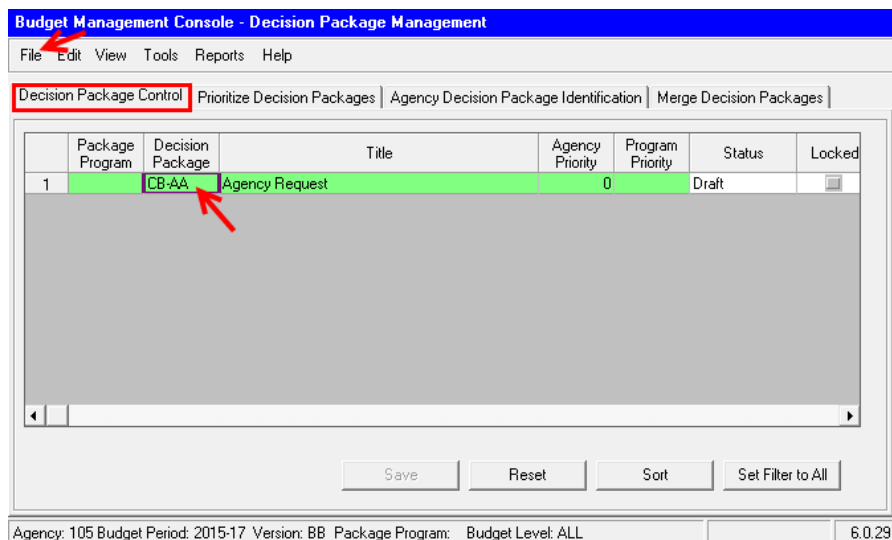 Budget Management Console - Decision Package Management
File Edit View Tools Reports Help
Decision Package Control Prioritize Decision Packages Agency Decision Package Identification Merge Decision Packages
Package Program Decision Package Title Agency Priority Program Priority Status Locked
1 CB-AA Agency Request 0 Draft
Save Reset Sort Set Filter to All
Agency: 105 Budget Period: 2015-17 Version: BB Package Program: Budget Level: ALL 6.0.29